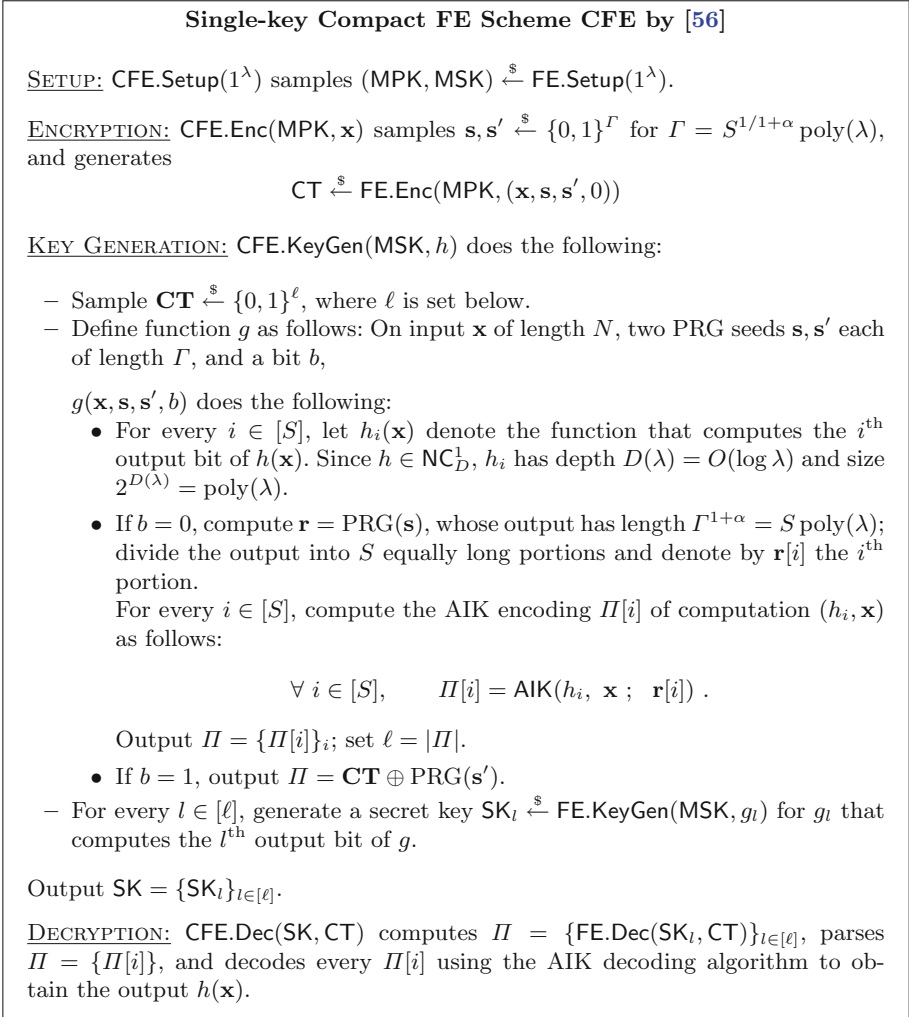 Single-key Compact FE Scheme CFE by [56]
SETUP: CFE.Setup(1^λ) samples (MPK, MSK) ←$ FE.Setup(1^λ).
ENCRYPTION: CFE.Enc(MPK, x) samples s, s′ ←$ {0, 1}^Γ for Γ = S^{1/1+α} poly(λ),
and generates
CT ←$ FE.Enc(MPK, (x, s, s′, 0))
KEY GENERATION: CFE.KeyGen(MSK, h) does the following:
– Sample CT ←$ {0, 1}^ℓ, where ℓ is set below.
– Define function g as follows: On input x of length N, two PRG seeds s, s′ each
of length Γ, and a bit b,
g(x, s, s′, b) does the following:
• For every i ∈ [S], let h_i(x) denote the function that computes the i^th
output bit of h(x). Since h ∈ NC^1_D, h_i has depth D(λ) = O(log λ) and size
2^{D(λ)} = poly(λ).
• If b = 0, compute r = PRG(s), whose output has length Γ^{1+α} = S poly(λ);
divide the output into S equally long portions and denote by r[i] the i^th
portion.
For every i ∈ [S], compute the AIK encoding Π[i] of computation (h_i, x)
as follows:
∀ i ∈ [S], Π[i] = AIK(h_i, x ; r[i]) .
Output Π = {Π[i]}_i; set ℓ = |Π|.
• If b = 1, output Π = CT ⊕ PRG(s′).
– For every l ∈ [ℓ], generate a secret key SK_l ←$ FE.KeyGen(MSK, g_l) for g_l that
computes the l^th output bit of g.
Output SK = {SK_l}_{l∈[ℓ]}.
DECRYPTION: CFE.Dec(SK, CT) computes Π = {FE.Dec(SK_l, CT)}_{l∈[ℓ]}, parses
Π = {Π[i]}, and decodes every Π[i] using the AIK decoding algorithm to ob-
tain the output h(x).